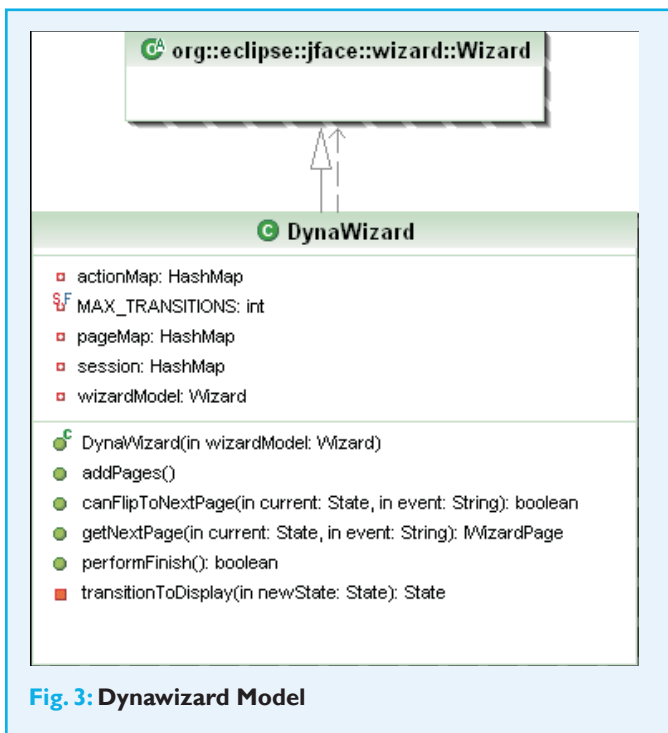 org::eclipse::jface::wizard::Wizard
DynaWizard
actionMap: HashMap
MAX_TRANSITIONS: int
pageMap: HashMap
session: HashMap
wizardModel: Wizard
DynaWizard(in wizardModel: Wizard)
addPages()
canFlipToNextPage(in current: State, in event: String): boolean
getNextPage(in current: State, in event: String): IWizardPage
performFinish(): boolean
transitionToDisplay(in newState: State): State
Fig. 3: Dynawizard Model